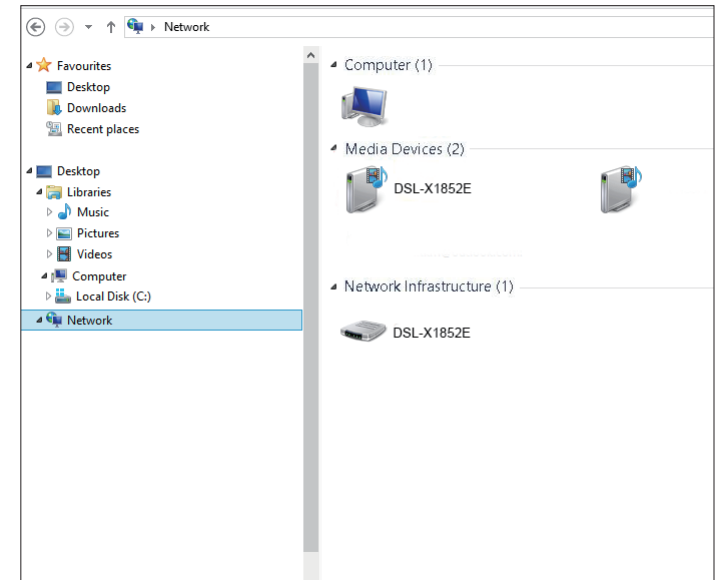 Network
Favourites
Desktop
Downloads
Recent places
Desktop
Libraries
Music
Pictures
Videos
Computer
Local Disk (C:)
Network
Computer (1)
Media Devices (2)
DSL-X1852E
Network Infrastructure (1)
DSL-X1852E